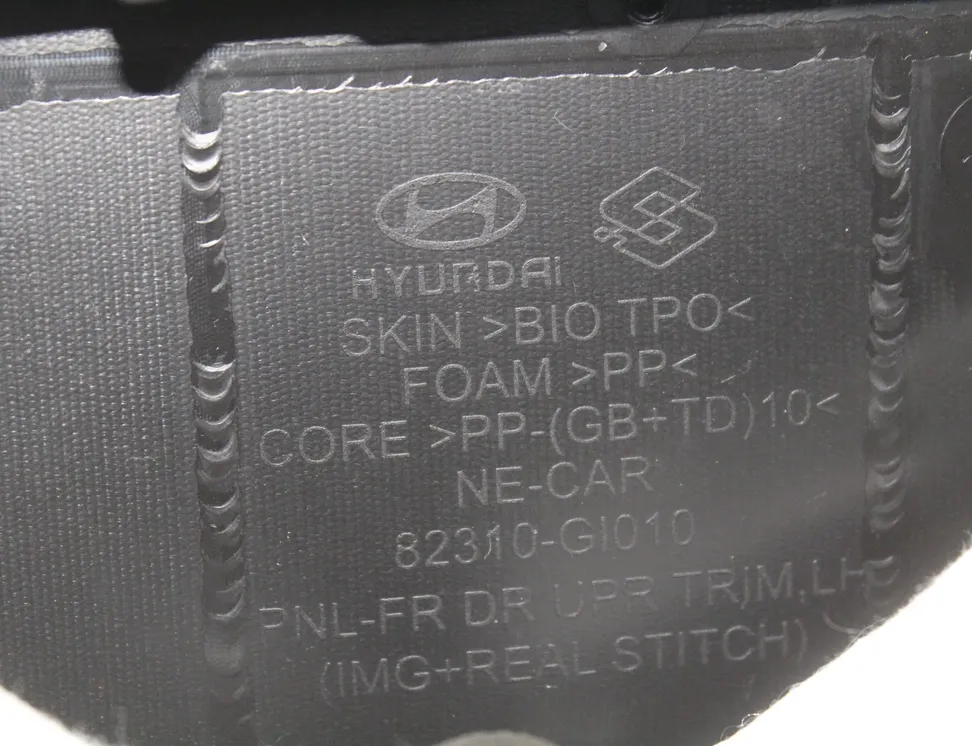 HYUNDAI
SKIN >BIO TPO<
FOAM >PP<
CORE >PP-(GB+TD)10<
NE-CAR
82310-GI010
PNL-FR DR UPR TRIM,LH
(IMG+REAL STITCH)